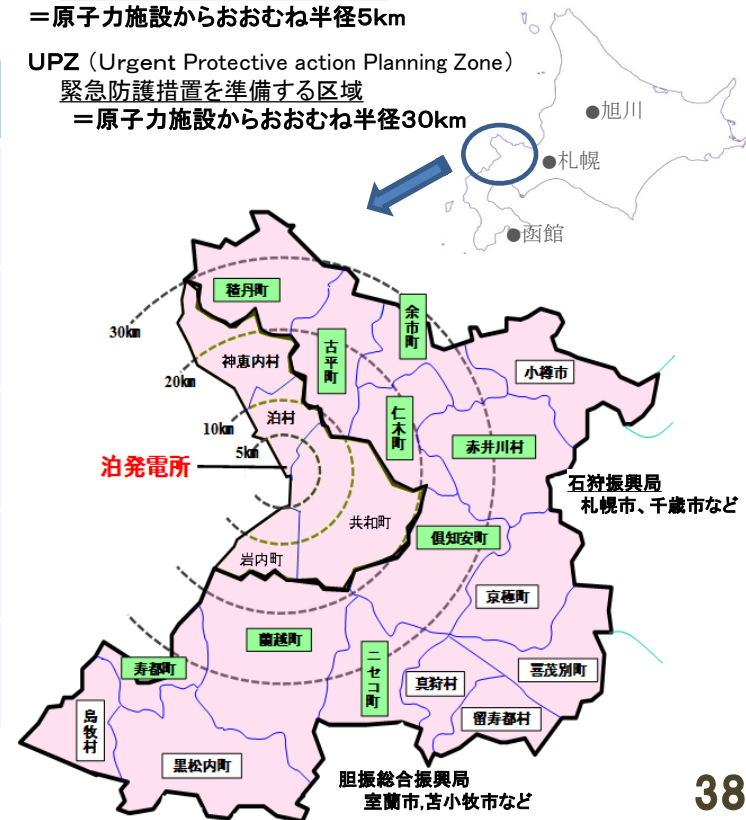 ＝原子力施設からおおむね半径5km
UPZ（Urgent Protective action Planning Zone）
緊急防護措置を準備する区域
＝原子力施設からおおむね半径30km
●旭川
●札幌
●函館
積丹町
余市町
30km
古平町
神恵内村
小樽市
20km
仁木町
泊村
10km
赤井川村
5km
泊発電所
石狩振興局
札幌市、千歳市など
共和町
倶知安町
岩内町
京極町
蘭越町
ニセコ町
寿都町
真狩村
喜茂別町
島牧村
留寿都村
黒松内町
胆振総合振興局
室蘭市,苫小牧市など
38